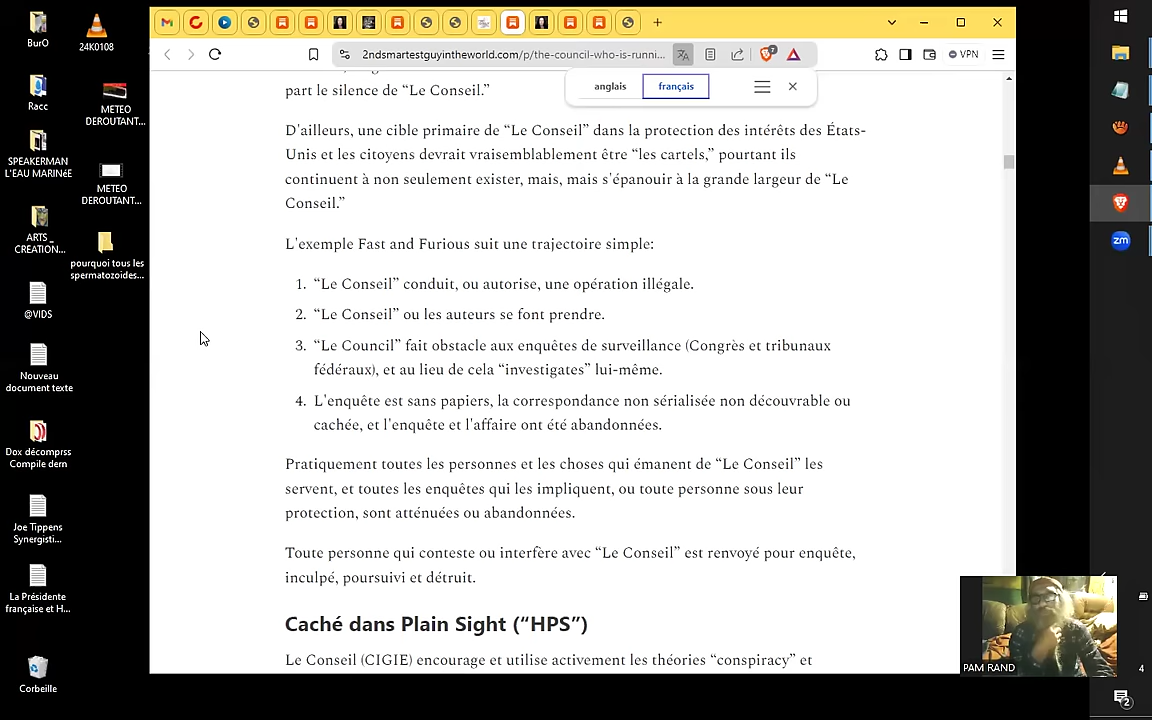 BurO
24K0108
Racc
METEO
DEROUTANT...
SPEAKERMAN
L'EAU MARINéE
METEO
DEROUTANT...
ARTS_
CREATION...
pourquoi tous les
spermatozoides...
@VIDS
Nouveau
document texte
Dox décomprss
Compile dern
Joe Tippens
Synergisti...
La Présidente
française et H...
Corbeille
2ndsmartestguyintheworld.com/p/the-council-who-is-runni...
7
VPN
anglais
français
part le silence de “Le Conseil.”
D'ailleurs, une cible primaire de “Le Conseil” dans la protection des intérêts des États-
Unis et les citoyens devrait vraisemblablement être “les cartels,” pourtant ils
continuent à non seulement exister, mais, mais s'épanouir à la grande largeur de “Le
Conseil.”
L'exemple Fast and Furious suit une trajectoire simple:
1. “Le Conseil” conduit, ou autorise, une opération illégale.
2. “Le Conseil” ou les auteurs se font prendre.
3. “Le Council” fait obstacle aux enquêtes de surveillance (Congrès et tribunaux
fédéraux), et au lieu de cela “investigates” lui-même.
4. L'enquête est sans papiers, la correspondance non sérialisée non découvrable ou
cachée, et l'enquête et l'affaire ont été abandonnées.
Pratiquement toutes les personnes et les choses qui émanent de “Le Conseil” les
servent, et toutes les enquêtes qui les impliquent, ou toute personne sous leur
protection, sont atténuées ou abandonnées.
Toute personne qui conteste ou interfère avec “Le Conseil” est renvoyé pour enquête,
inculpé, poursuivi et détruit.
Caché dans Plain Sight (“HPS”)
Le Conseil (CIGIE) encourage et utilise activement les théories “conspiracy” et
zm
PAM RAND
4
2